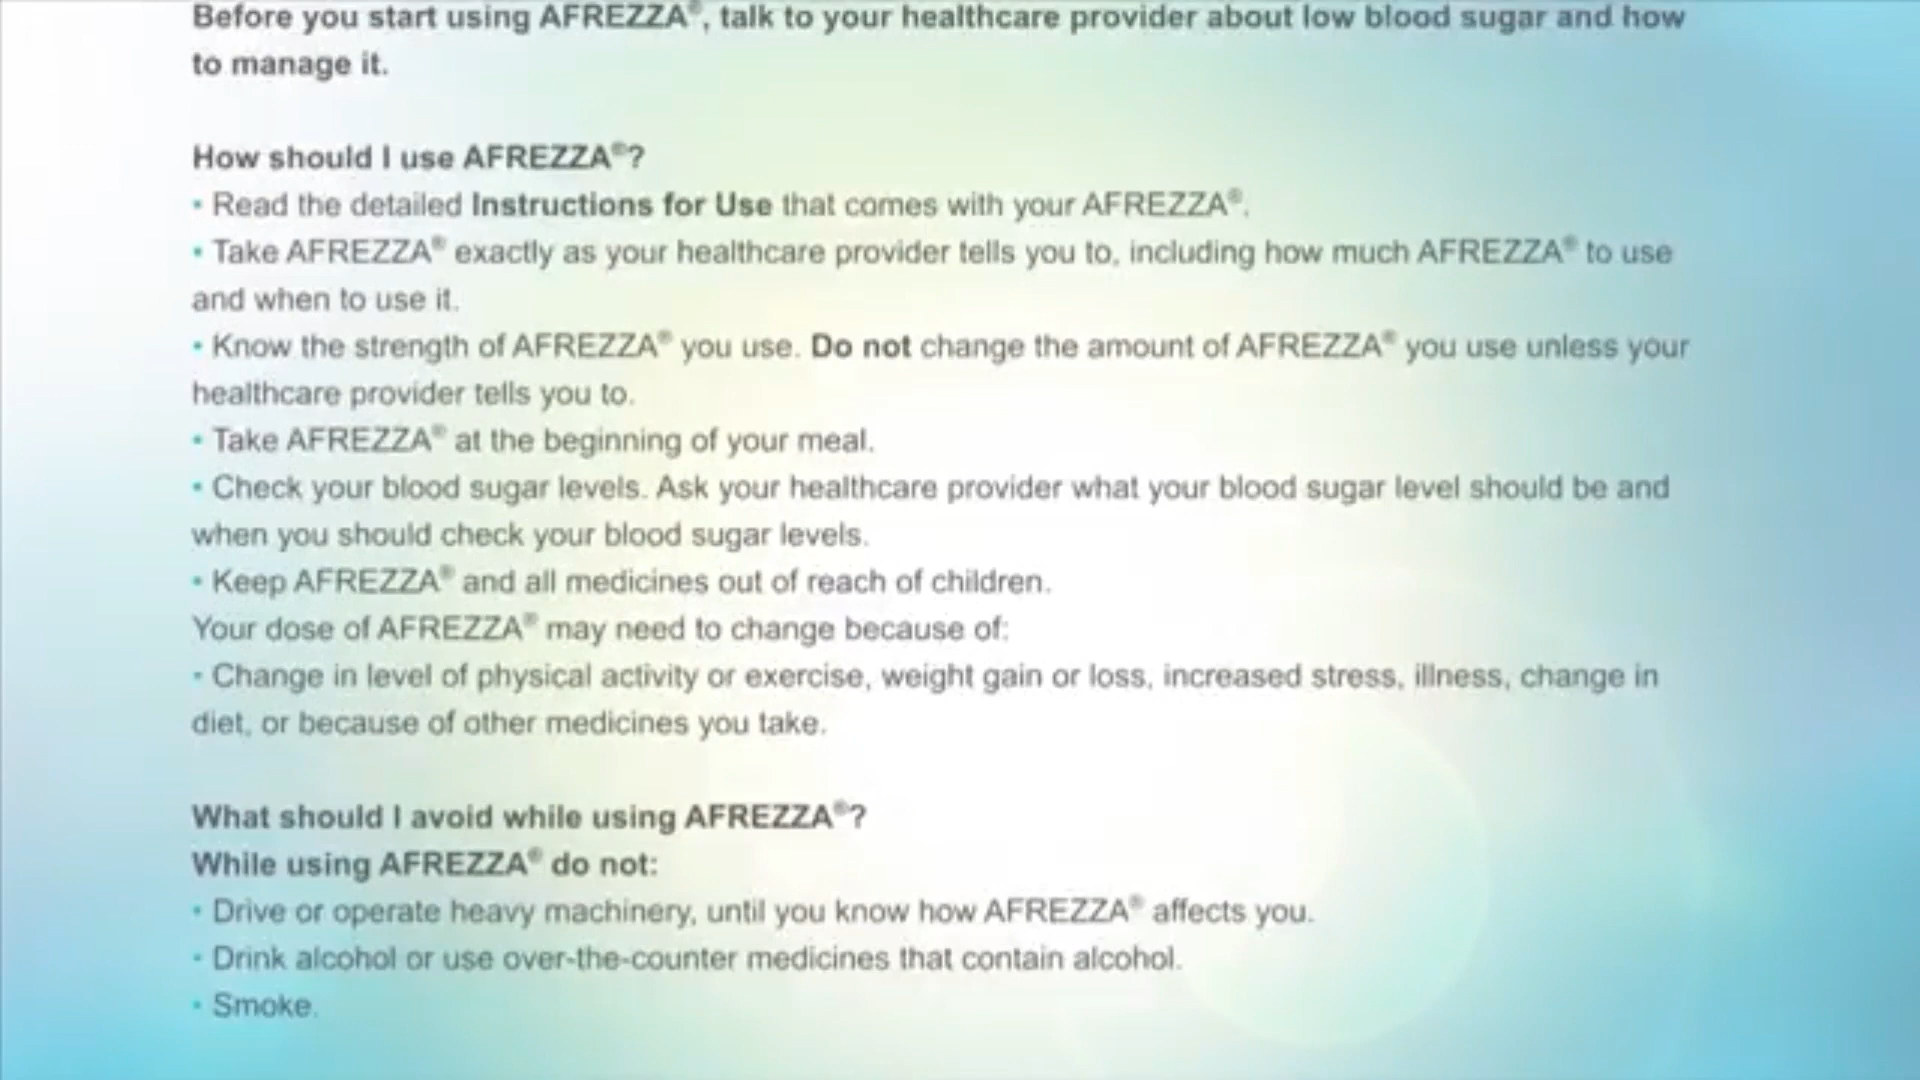 Before you start using AFREZZA®, talk to your healthcare provider about low blood sugar and how
to manage it.
How should I use AFREZZA®?
• Read the detailed Instructions for Use that comes with your AFREZZA®.
• Take AFREZZA® exactly as your healthcare provider tells you to, including how much AFREZZA® to use
and when to use it.
• Know the strength of AFREZZA® you use. Do not change the amount of AFREZZA® you use unless your
healthcare provider tells you to.
• Take AFREZZA® at the beginning of your meal.
• Check your blood sugar levels. Ask your healthcare provider what your blood sugar level should be and
when you should check your blood sugar levels.
• Keep AFREZZA® and all medicines out of reach of children.
Your dose of AFREZZA® may need to change because of:
• Change in level of physical activity or exercise, weight gain or loss, increased stress, illness, change in
diet, or because of other medicines you take.
What should I avoid while using AFREZZA®?
While using AFREZZA® do not:
• Drive or operate heavy machinery, until you know how AFREZZA® affects you.
• Drink alcohol or use over-the-counter medicines that contain alcohol.
• Smoke.